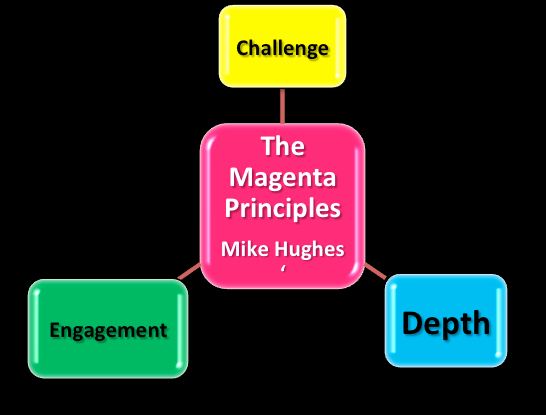 Challenge
The
Magenta
Principles
Mike Hughes
‘
Engagement
Depth